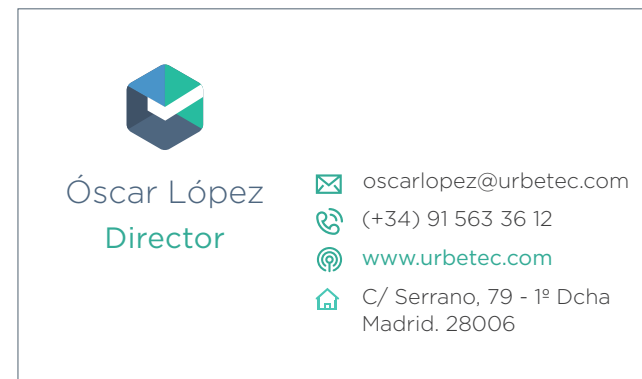 Óscar López
Director
oscarlopez@urbetec.com
(+34) 91 563 36 12
www.urbetec.com
C/ Serrano, 79 - 1º Dcha
Madrid. 28006